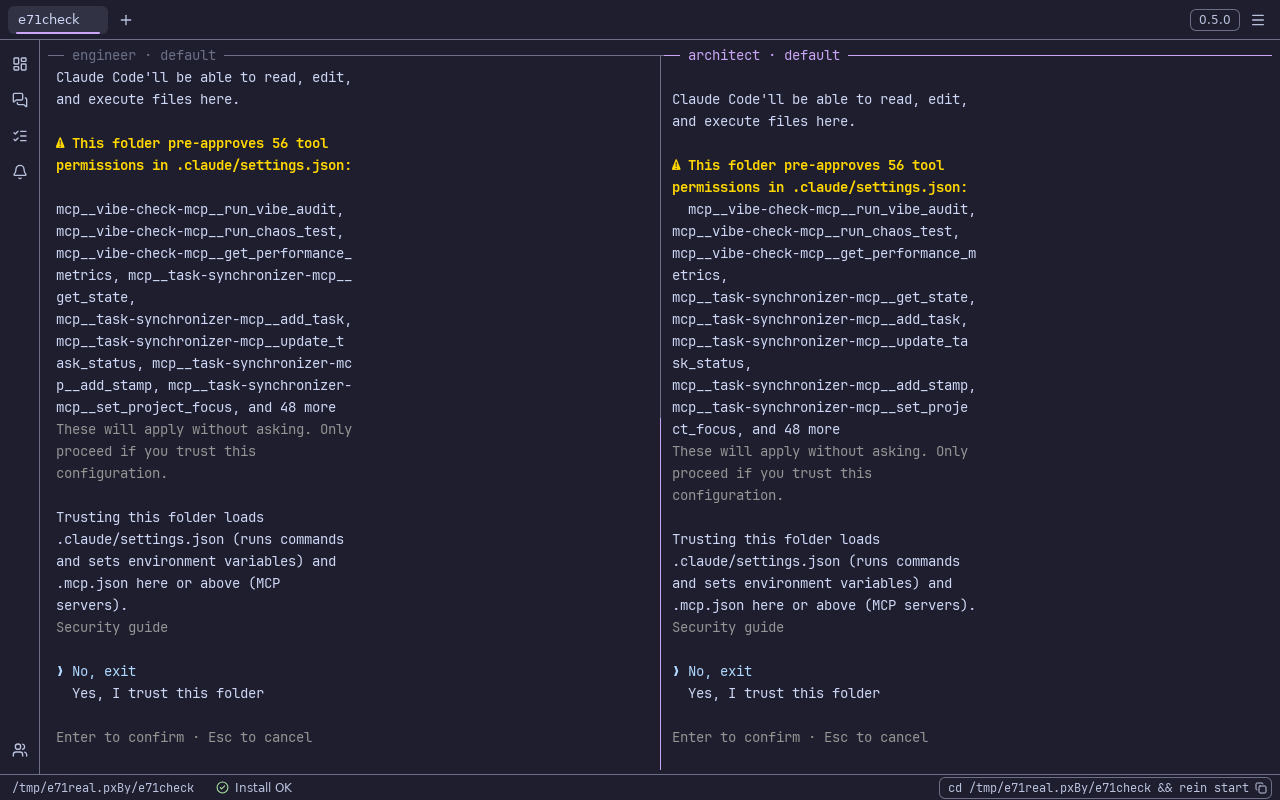 e71check
0.5.0
engineer · default
Claude Code'll be able to read, edit,
and execute files here.
⚠ This folder pre-approves 56 tool
permissions in .claude/settings.json:
mcp__vibe-check-mcp__run_vibe_audit,
mcp__vibe-check-mcp__run_chaos_test,
mcp__vibe-check-mcp__get_performance_
metrics, mcp__task-synchronizer-mcp__
get_state,
mcp__task-synchronizer-mcp__add_task,
mcp__task-synchronizer-mcp__update_t
ask_status, mcp__task-synchronizer-mc
p__add_stamp, mcp__task-synchronizer-
mcp__set_project_focus, and 48 more
These will apply without asking. Only
proceed if you trust this
configuration.
Trusting this folder loads
.claude/settings.json (runs commands
and sets environment variables) and
.mcp.json here or above (MCP
servers).
Security guide
❯ No, exit
Yes, I trust this folder
Enter to confirm · Esc to cancel
architect · default
Claude Code'll be able to read, edit,
and execute files here.
⚠ This folder pre-approves 56 tool
permissions in .claude/settings.json:
mcp__vibe-check-mcp__run_vibe_audit,
mcp__vibe-check-mcp__run_chaos_test,
mcp__vibe-check-mcp__get_performance_m
etrics,
mcp__task-synchronizer-mcp__get_state,
mcp__task-synchronizer-mcp__add_task,
mcp__task-synchronizer-mcp__update_ta
sk_status,
mcp__task-synchronizer-mcp__add_stamp,
mcp__task-synchronizer-mcp__set_proje
ct_focus, and 48 more
These will apply without asking. Only
proceed if you trust this
configuration.
Trusting this folder loads
.claude/settings.json (runs commands
and sets environment variables) and
.mcp.json here or above (MCP servers).
Security guide
❯ No, exit
Yes, I trust this folder
Enter to confirm · Esc to cancel
/tmp/e71real.pxBy/e71check
Install OK
cd /tmp/e71real.pxBy/e71check && rein start